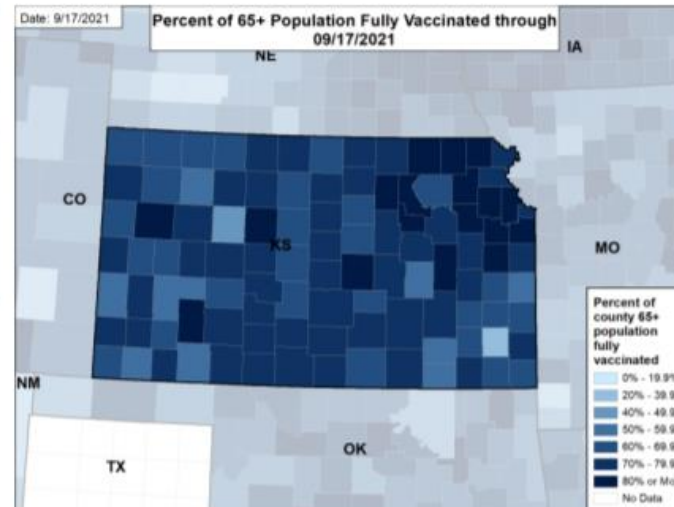 Date: 9/17/2021
Percent of 65+ Population Fully Vaccinated through
09/17/2021
NE
IA
CO
KS
MO
NM
TX
OK
Percent of
county 65+
population
fully
vaccinated
0% - 19.9%
20% - 39.9
40% - 49.9
50% - 59.9
60% - 69.9
70% - 79.9
80% or Mo
No Data